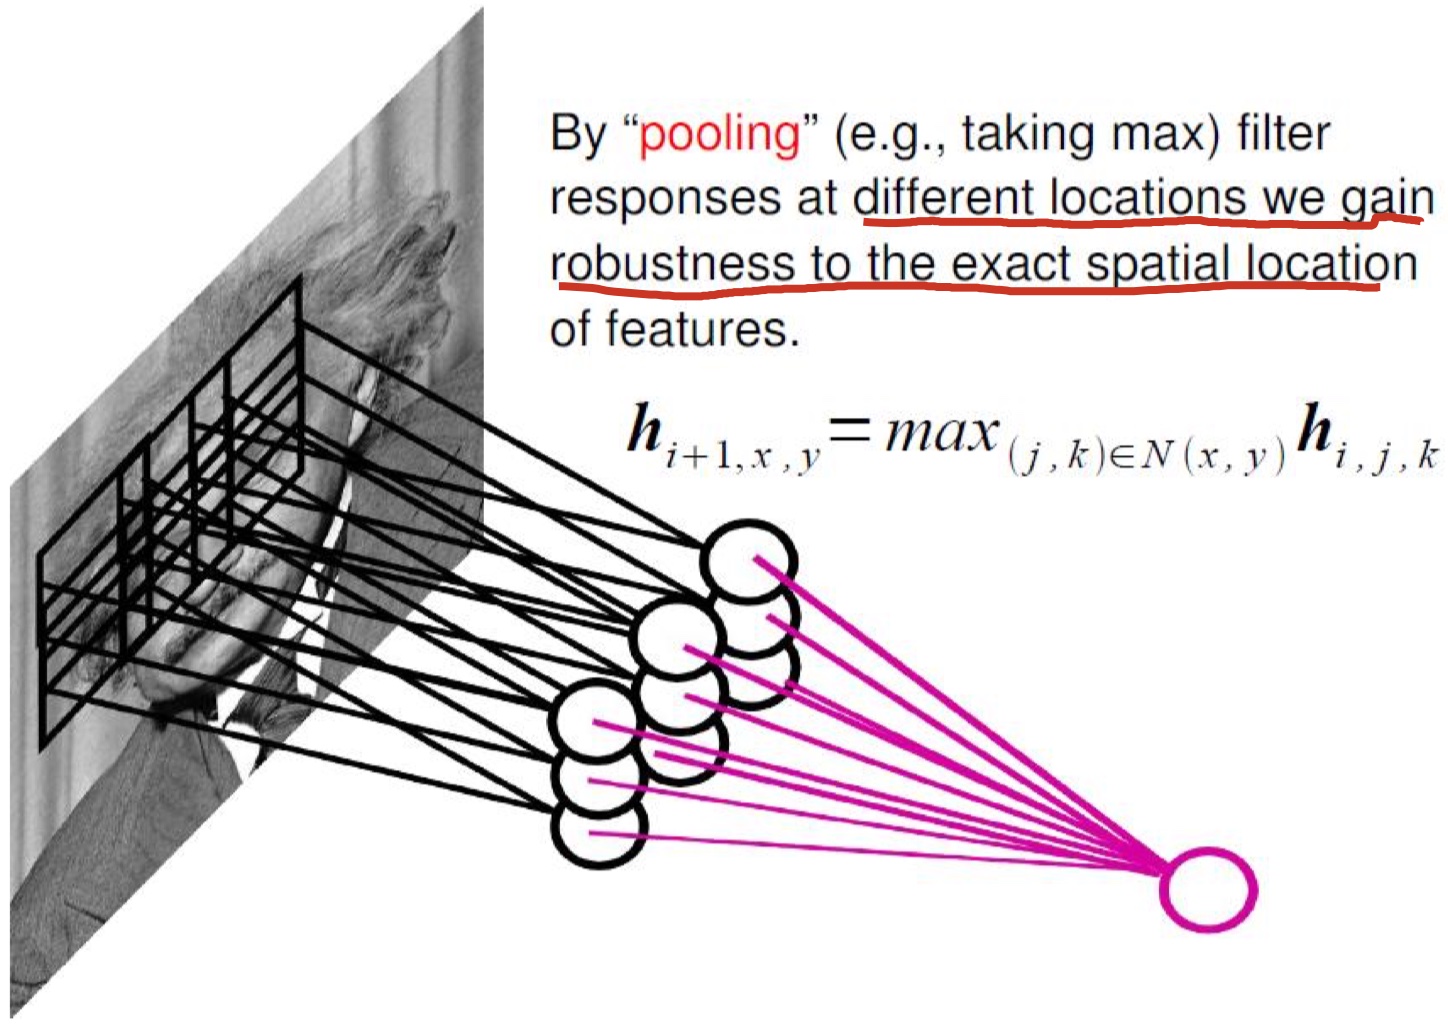 By “pooling” (e.g., taking max) filter
responses at different locations we gain
robustness to the exact spatial location
of features.
h_{i+1,x,y} = max_{(j,k)∈N(x,y)} h_{i,j,k}